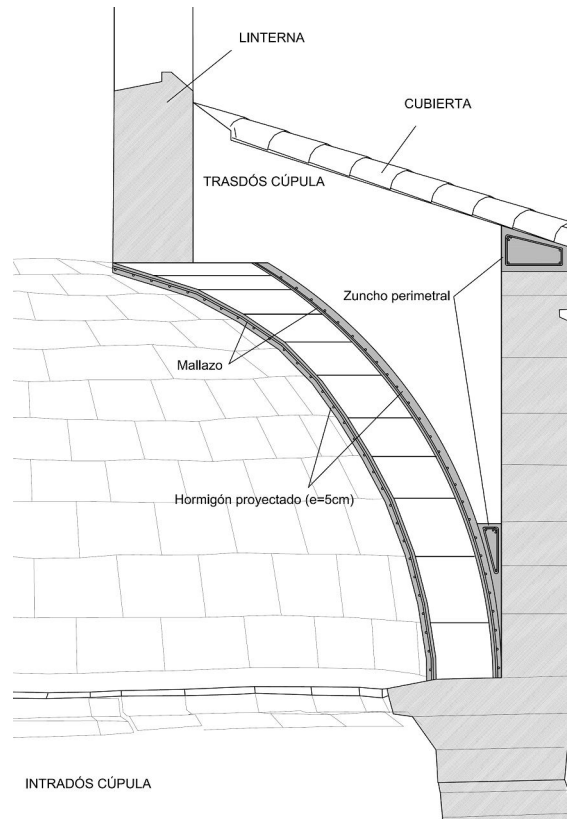 LINTERNA
CUBIERTA
TRASDÓS CÚPULA
Zuncho perimetral
Mallazo
Hormigón proyectado (e=5cm)
INTRADÓS CÚPULA